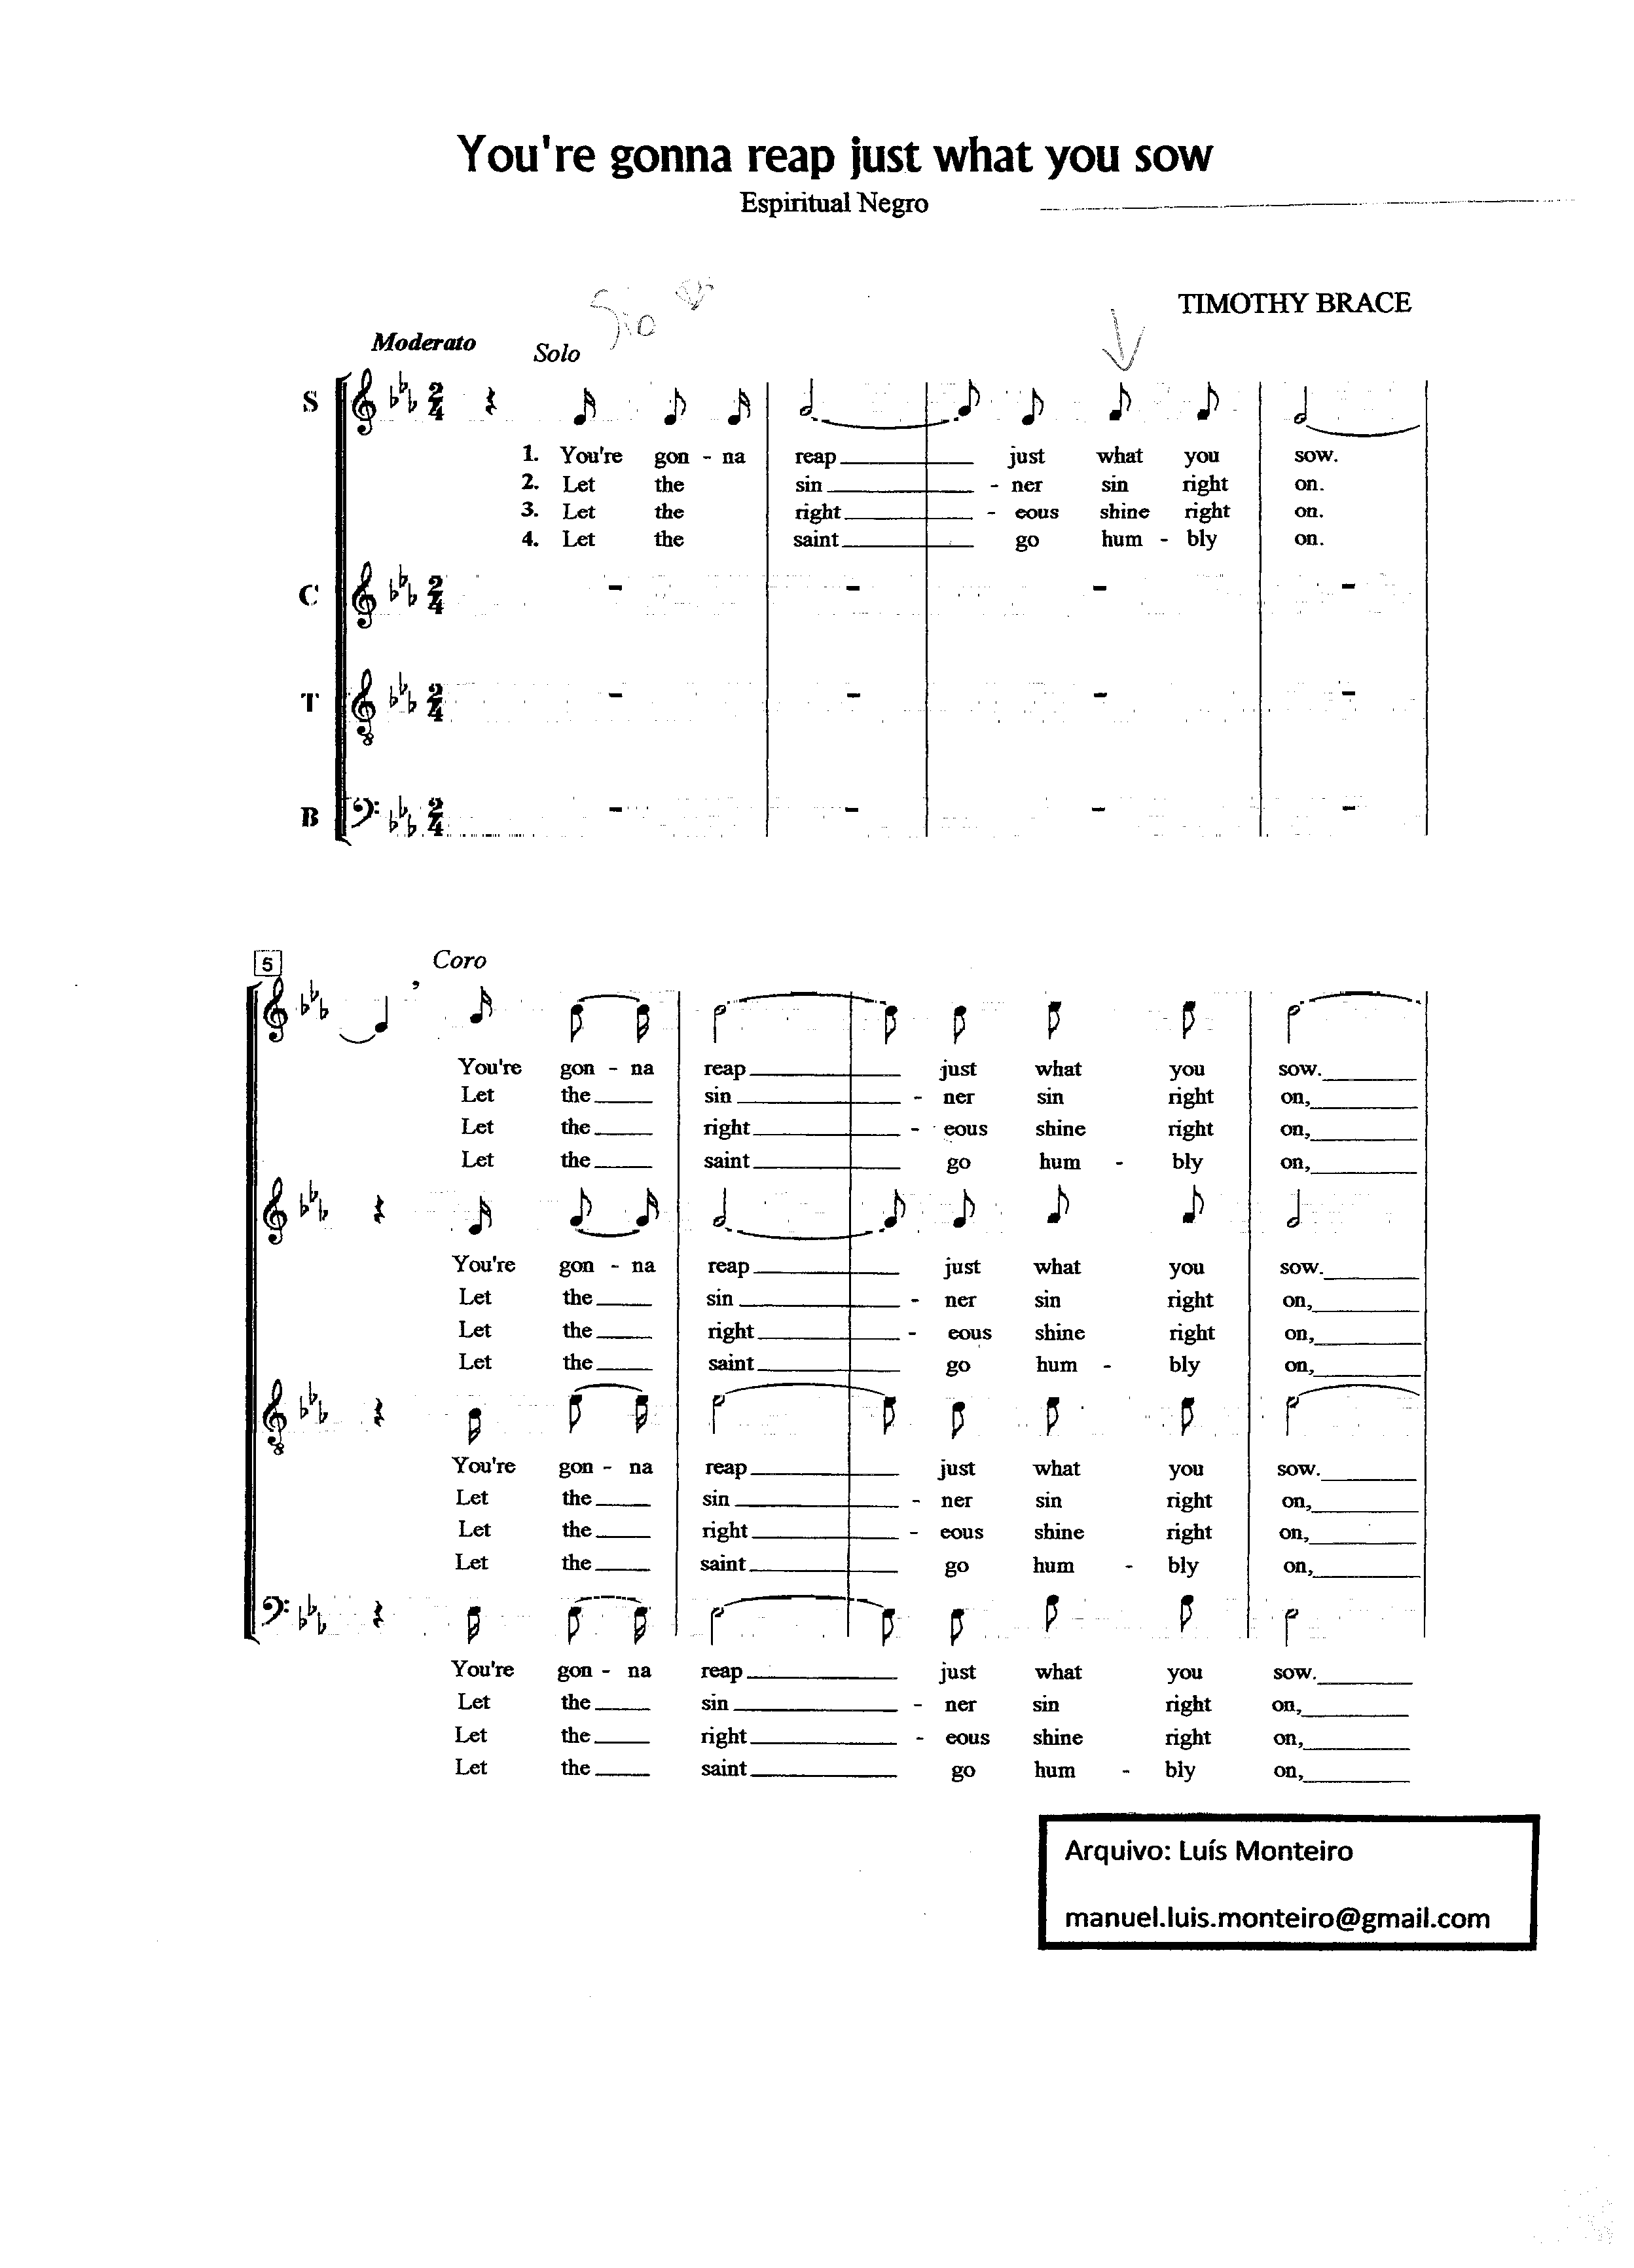 You're gonna reap just what you sow
Espiritual Negro
TIMOTHY BRACE
Moderato
Solo
S
1. You're gon - na reap just what you sow.
2. Let the sin - ner sin right on.
3. Let the right - eous shine right on.
4. Let the saint go hum - bly on.
C
T
B
5
Coro
You're gon - na reap just what you sow.
Let the sin - ner sin right on,
Let the right - eous shine right on,
Let the saint go hum - bly on,
You're gon - na reap just what you sow.
Let the sin - ner sin right on,
Let the right - eous shine right on,
Let the saint go hum - bly on,
You're gon - na reap just what you sow.
Let the sin - ner sin right on,
Let the right - eous shine right on,
Let the saint go hum - bly on,
You're gon - na reap just what you sow.
Let the sin - ner sin right on,
Let the right - eous shine right on,
Let the saint go hum - bly on,
Arquivo: Luís Monteiro
manuel.luis.monteiro@gmail.com